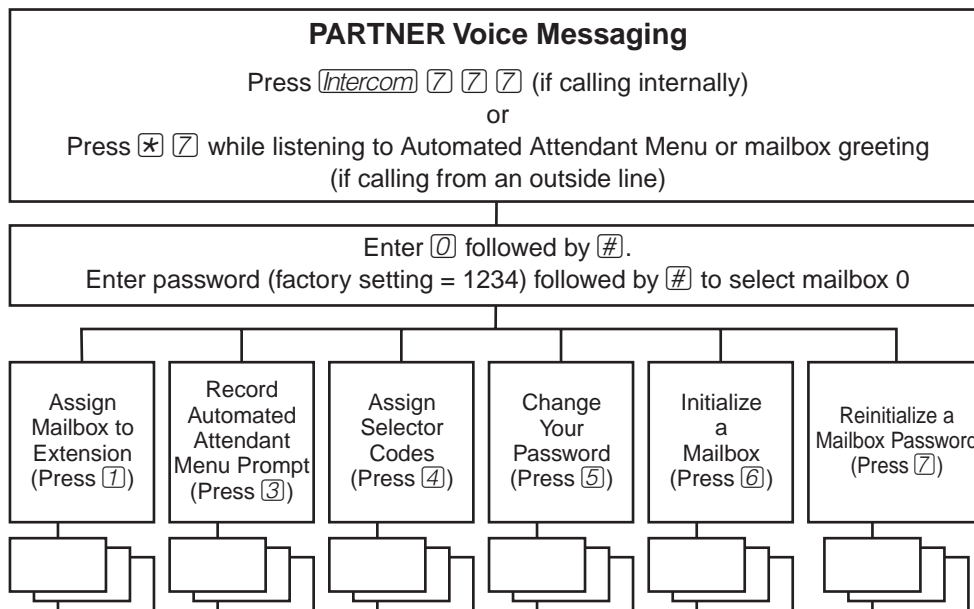 PARTNER Voice Messaging
Press Intercom 7 7 7 (if calling internally)
or
Press * 7 while listening to Automated Attendant Menu or mailbox greeting
(if calling from an outside line)
Enter 0 followed by #.
Enter password (factory setting = 1234) followed by # to select mailbox 0
Assign
Mailbox to
Extension
(Press 1)
Record
Automated
Attendant
Menu Prompt
(Press 3)
Assign
Selector
Codes
(Press 4)
Change
Your
Password
(Press 5)
Initialize
a
Mailbox
(Press 6)
Reinitialize a
Mailbox Password
(Press 7)